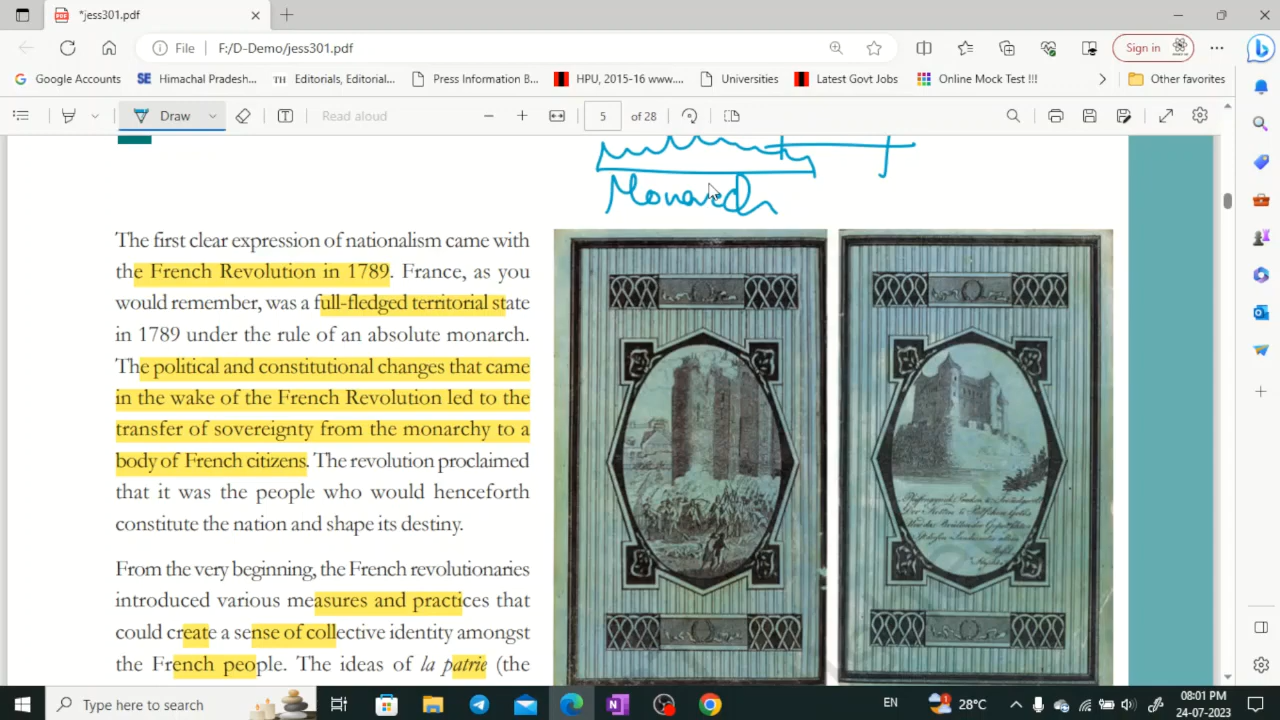 *jess301.pdf
File F:/D-Demo/jess301.pdf Sign in
Google Accounts SE Himachal Pradesh... TH Editorials, Editorial... Press Information B... HPU, 2015-16 www.... Universities Latest Govt Jobs Online Mock Test !!! Other favorites
Draw Read aloud 5 of 28
Monarch
The first clear expression of nationalism came with
the French Revolution in 1789. France, as you
would remember, was a full-fledged territorial state
in 1789 under the rule of an absolute monarch.
The political and constitutional changes that came
in the wake of the French Revolution led to the
transfer of sovereignty from the monarchy to a
body of French citizens. The revolution proclaimed
that it was the people who would henceforth
constitute the nation and shape its destiny.
From the very beginning, the French revolutionaries
introduced various measures and practices that
could create a sense of collective identity amongst
the French people. The ideas of la patrie (the
Type here to search EN 28°C 08:01 PM
24-07-2023